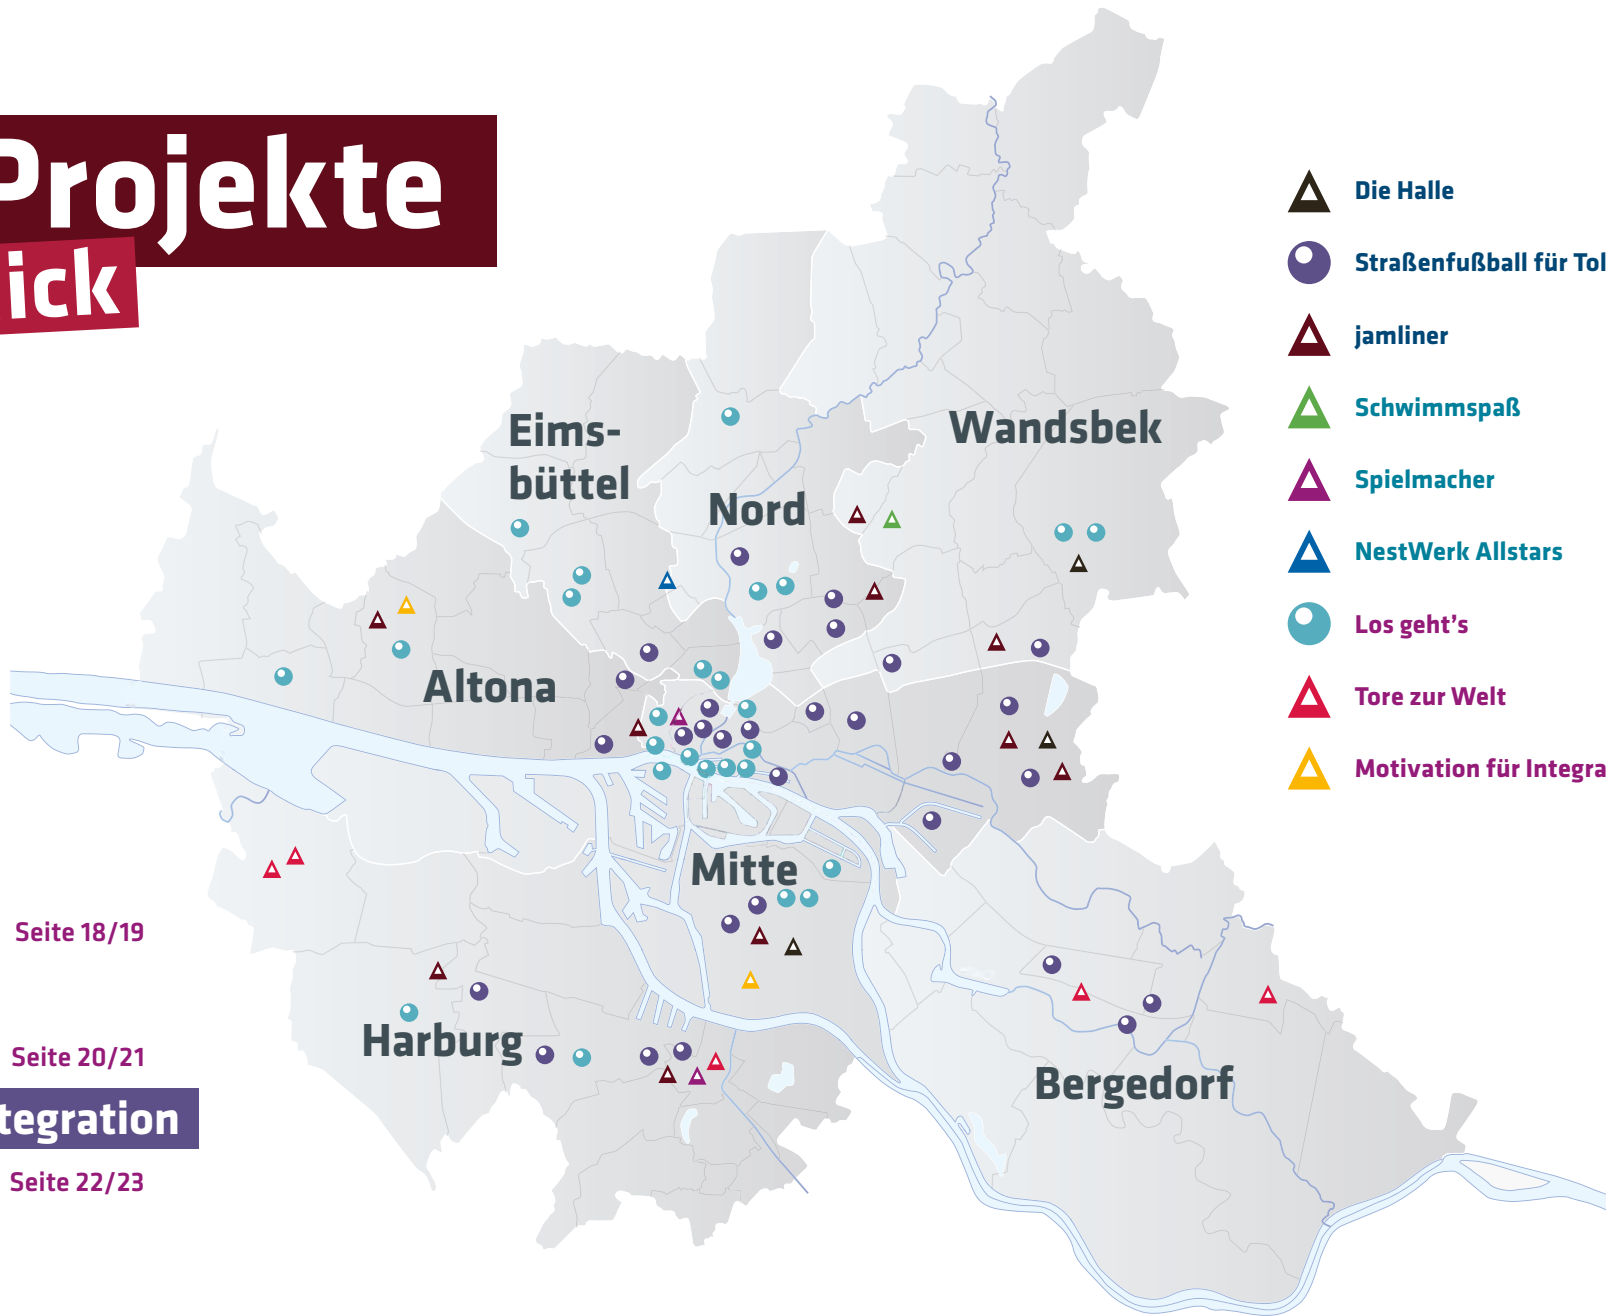 Projekte
ick
Eims-
büttel
Nord
Wandsbek
Altona
Mitte
Harburg
Bergedorf
Die Halle
Straßenfußball für Tol
jamliner
Schwimmspaß
Spielmacher
NestWerk Allstars
Los geht's
Tore zur Welt
Motivation für Integra
Seite 18/19
Seite 20/21
tegration
Seite 22/23